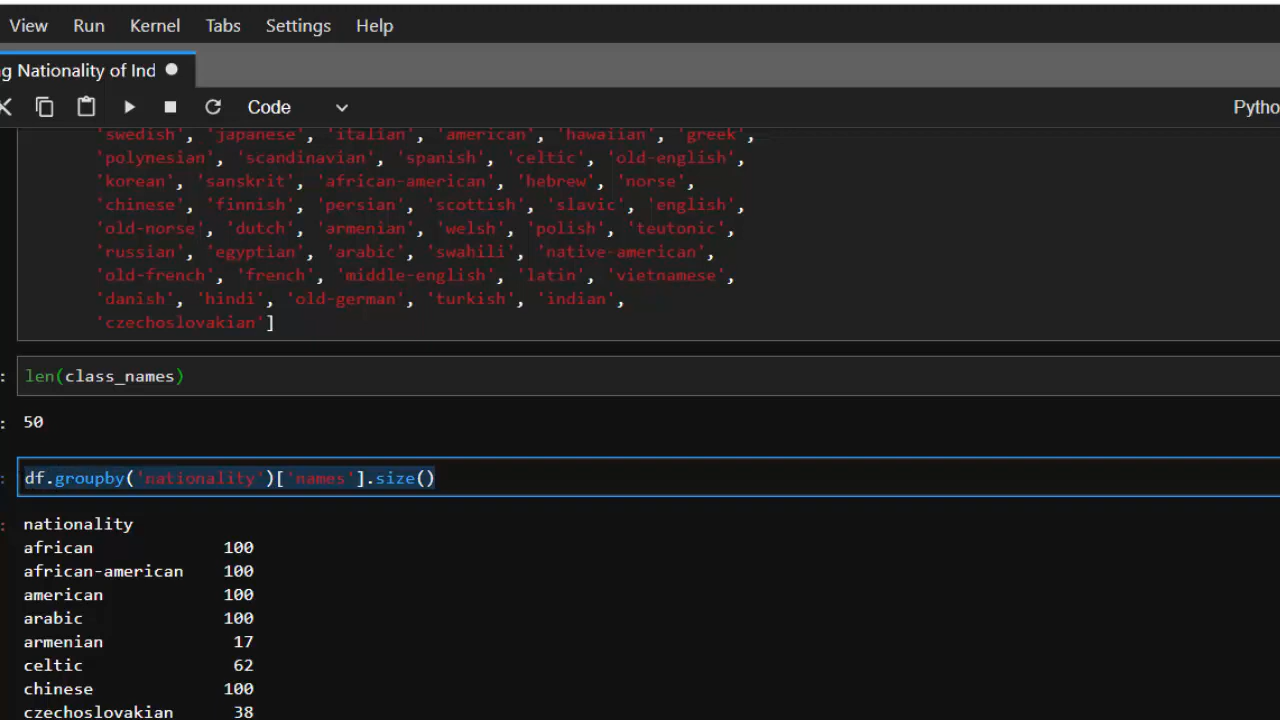 View Run Kernel Tabs Settings Help
g Nationality of Ind
Code
Pytho
'swedish', 'japanese', 'italian', 'american', 'hawaiian', 'greek',
'polynesian', 'scandinavian', 'spanish', 'celtic', 'old-english',
'korean', 'sanskrit', 'african-american', 'hebrew', 'norse',
'chinese', 'finnish', 'persian', 'scottish', 'slavic', 'english',
'old-norse', 'dutch', 'armenian', 'welsh', 'polish', 'teutonic',
'russian', 'egyptian', 'arabic', 'swahili', 'native-american',
'old-french', 'french', 'middle-english', 'latin', 'vietnamese',
'danish', 'hindi', 'old-german', 'turkish', 'indian',
'czechoslovakian']
: len(class_names)
: 50
: df.groupby('nationality')['names'].size()
: nationality
african 100
african-american 100
american 100
arabic 100
armenian 17
celtic 62
chinese 100
czechoslovakian 38